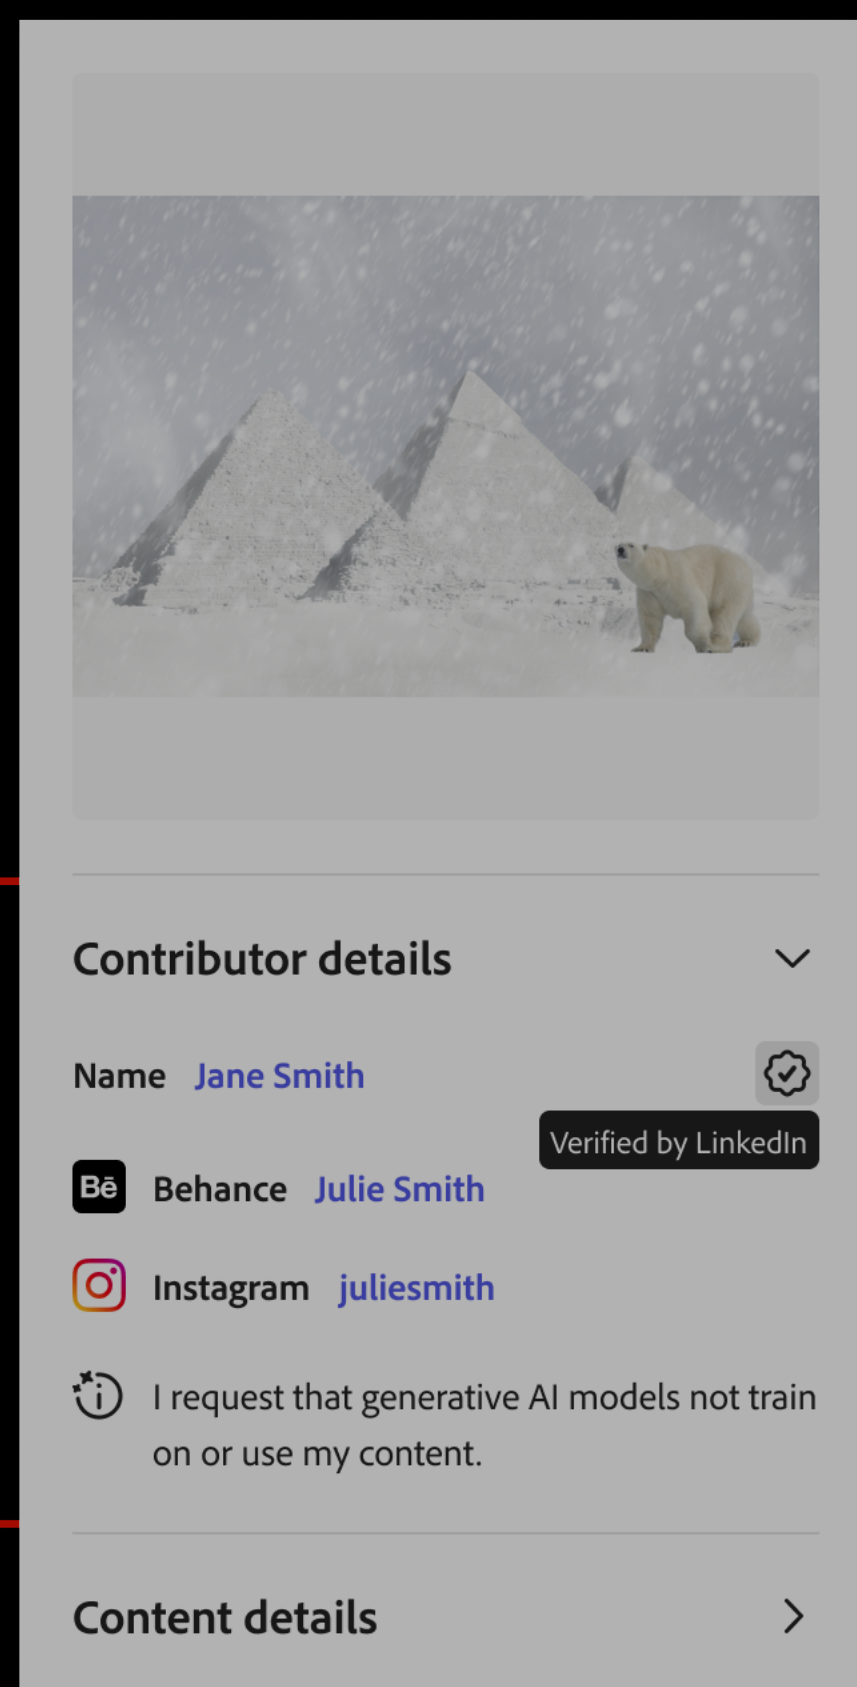 Contributor details
Name Jane Smith
Verified by LinkedIn
Bē Behance Julie Smith
Instagram juliesmith
I request that generative AI models not train
on or use my content.
Content details